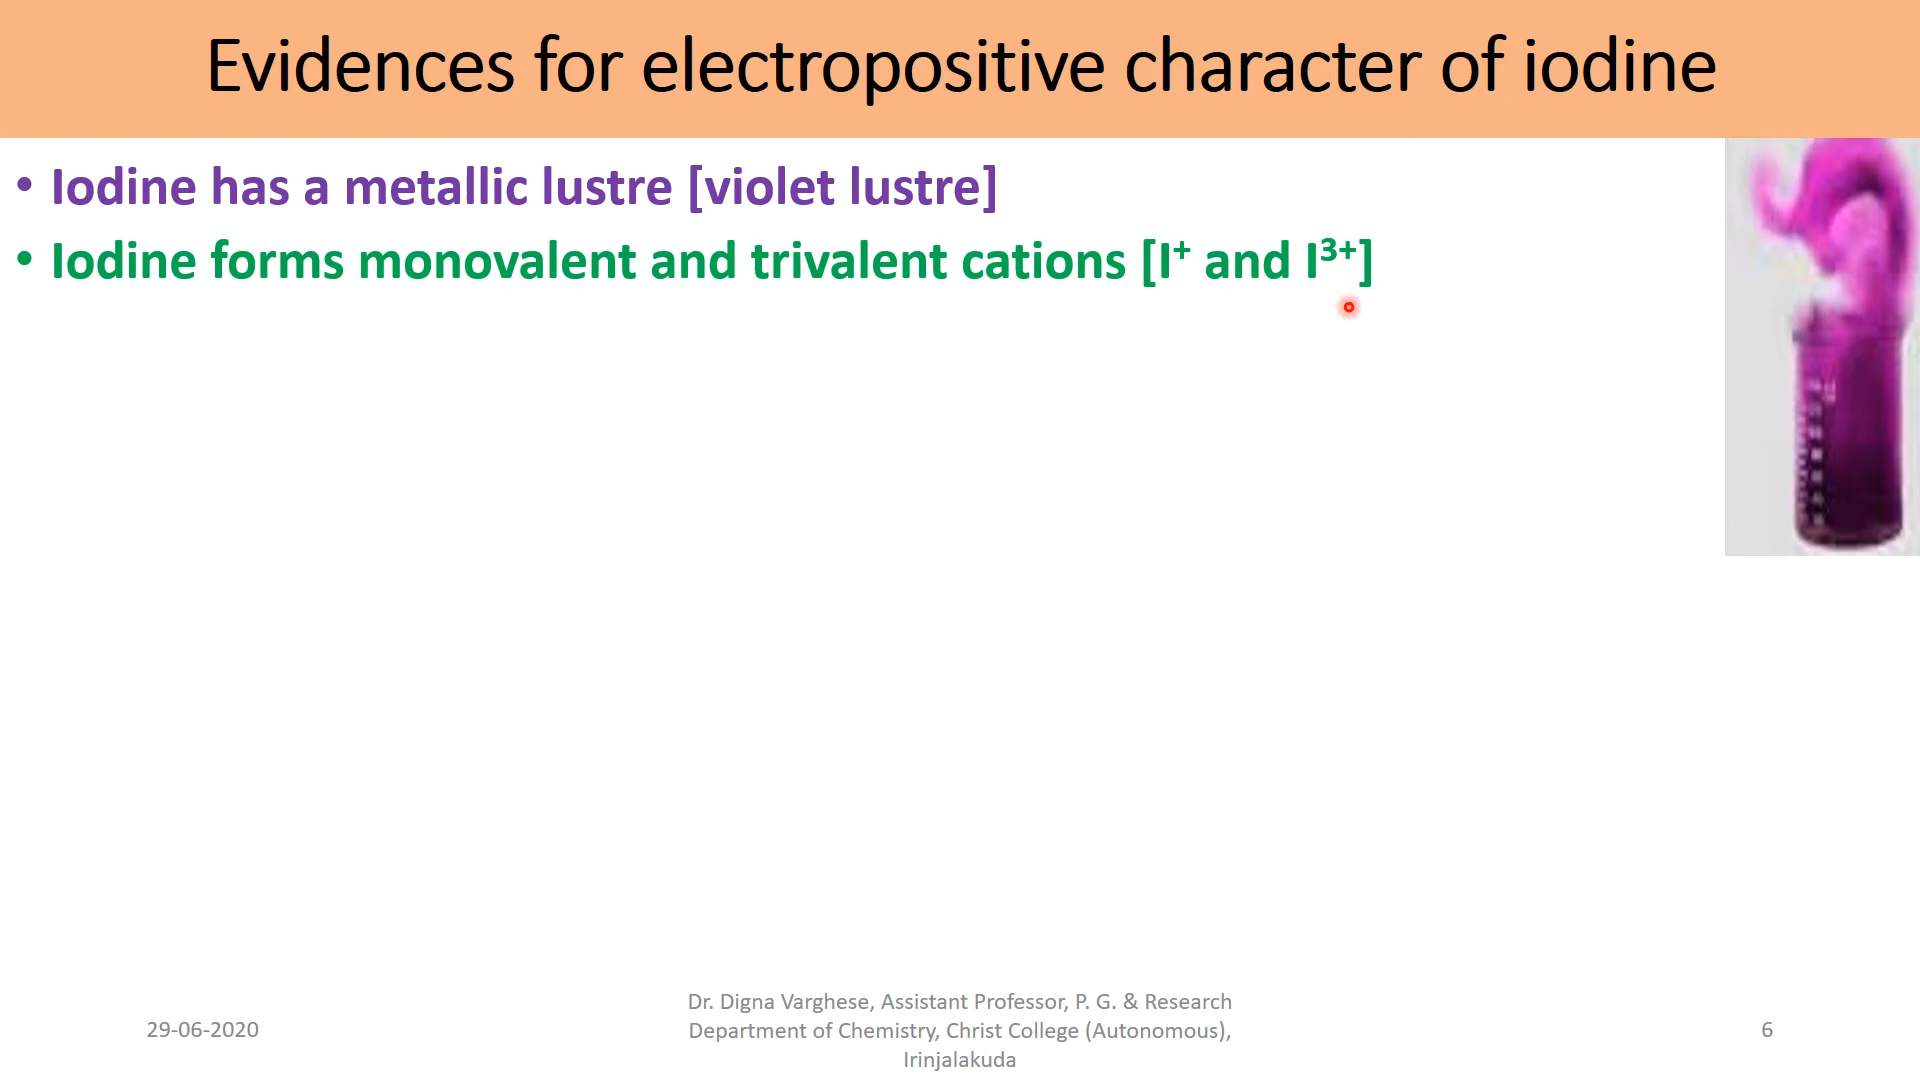 Evidences for electropositive character of iodine
• Iodine has a metallic lustre [violet lustre]
• Iodine forms monovalent and trivalent cations [I⁺ and I³⁺]
29-06-2020
Dr. Digna Varghese, Assistant Professor, P. G. & Research
Department of Chemistry, Christ College (Autonomous),
Irinjalakuda
6